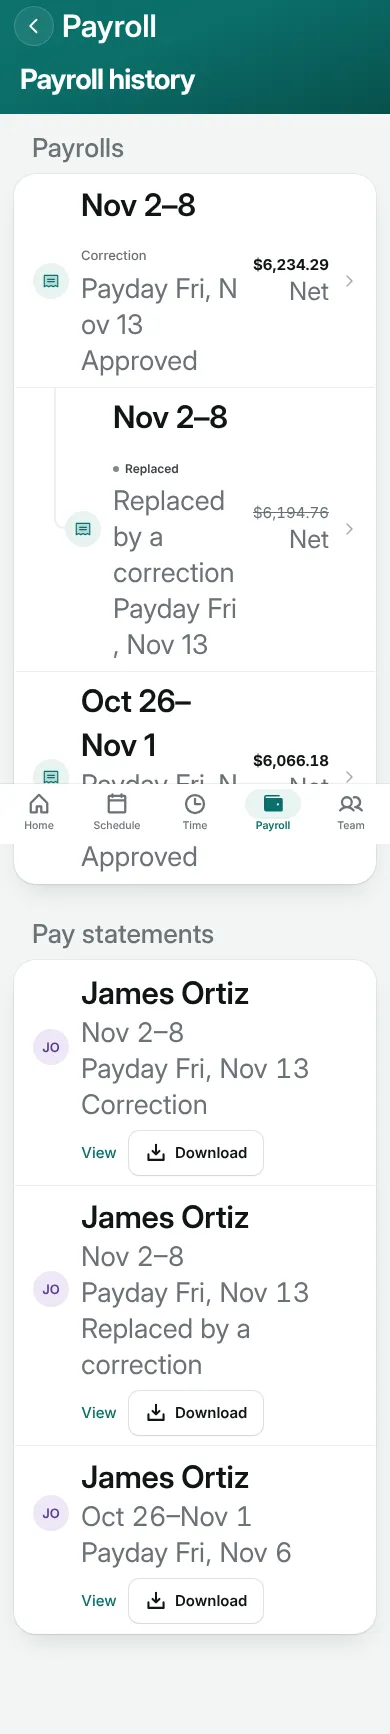 Payroll
Payroll history
Payrolls
Nov 2–8
Correction
$6,234.29
Payday Fri, N
Net
ov 13
Approved
Nov 2–8
Replaced
Replaced
$6,194.76
by a
Net
correction
Payday Fri
, Nov 13
Oct 26–
Nov 1
$6,066.18
Payday Fri, N
Net
Home
Schedule
Time
Payroll
Team
Approved
Pay statements
James Ortiz
Nov 2–8
JO
Payday Fri, Nov 13
Correction
View
Download
James Ortiz
Nov 2–8
JO
Payday Fri, Nov 13
Replaced by a
correction
View
Download
James Ortiz
JO
Oct 26–Nov 1
Payday Fri, Nov 6
View
Download